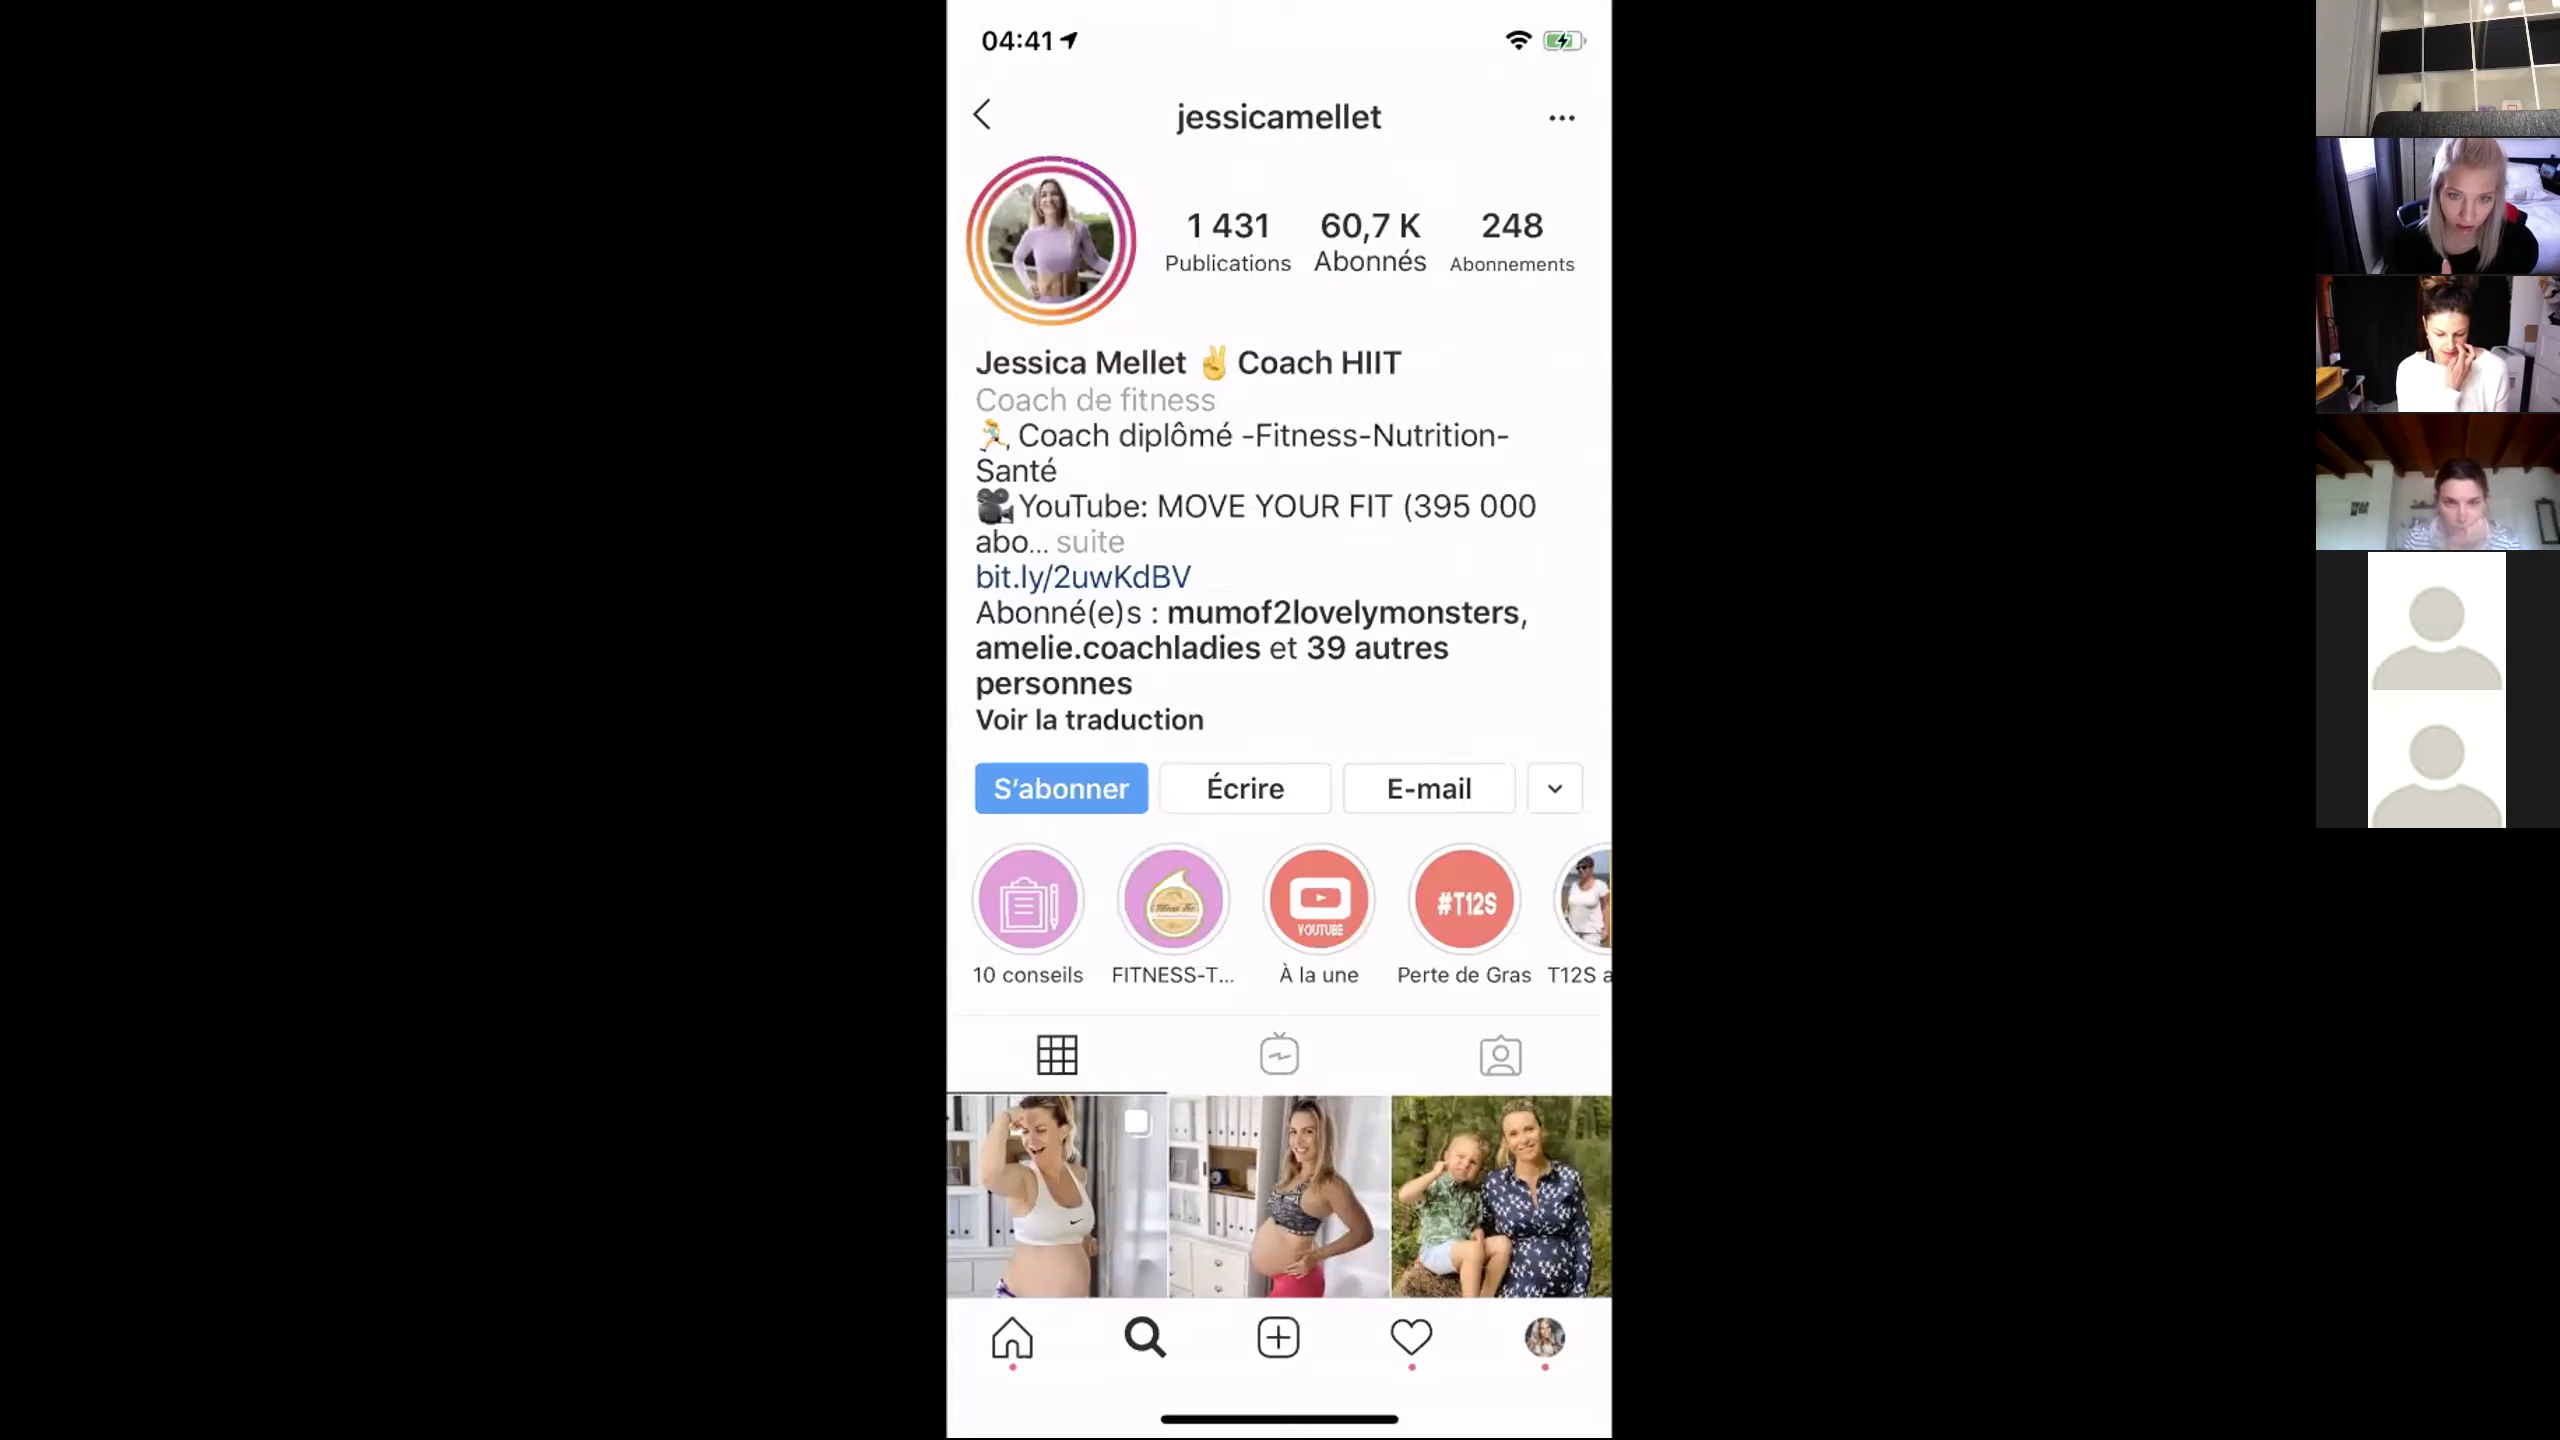 04:41
jessicamellet
1 431 60,7 K 248
Publications Abonnés Abonnements
Jessica Mellet ✌️ Coach HIIT
Coach de fitness
🏃‍♀️ Coach diplômé -Fitness-Nutrition-
Santé
🎥 YouTube: MOVE YOUR FIT (395 000
abo... suite
bit.ly/2uwKdBV
Abonné(e)s : mumof2lovelymonsters,
amelie.coachladies et 39 autres
personnes
Voir la traduction
S'abonner Écrire E-mail
YOUTUBE #T12S
10 conseils FITNESS-T... À la une Perte de Gras T12S a